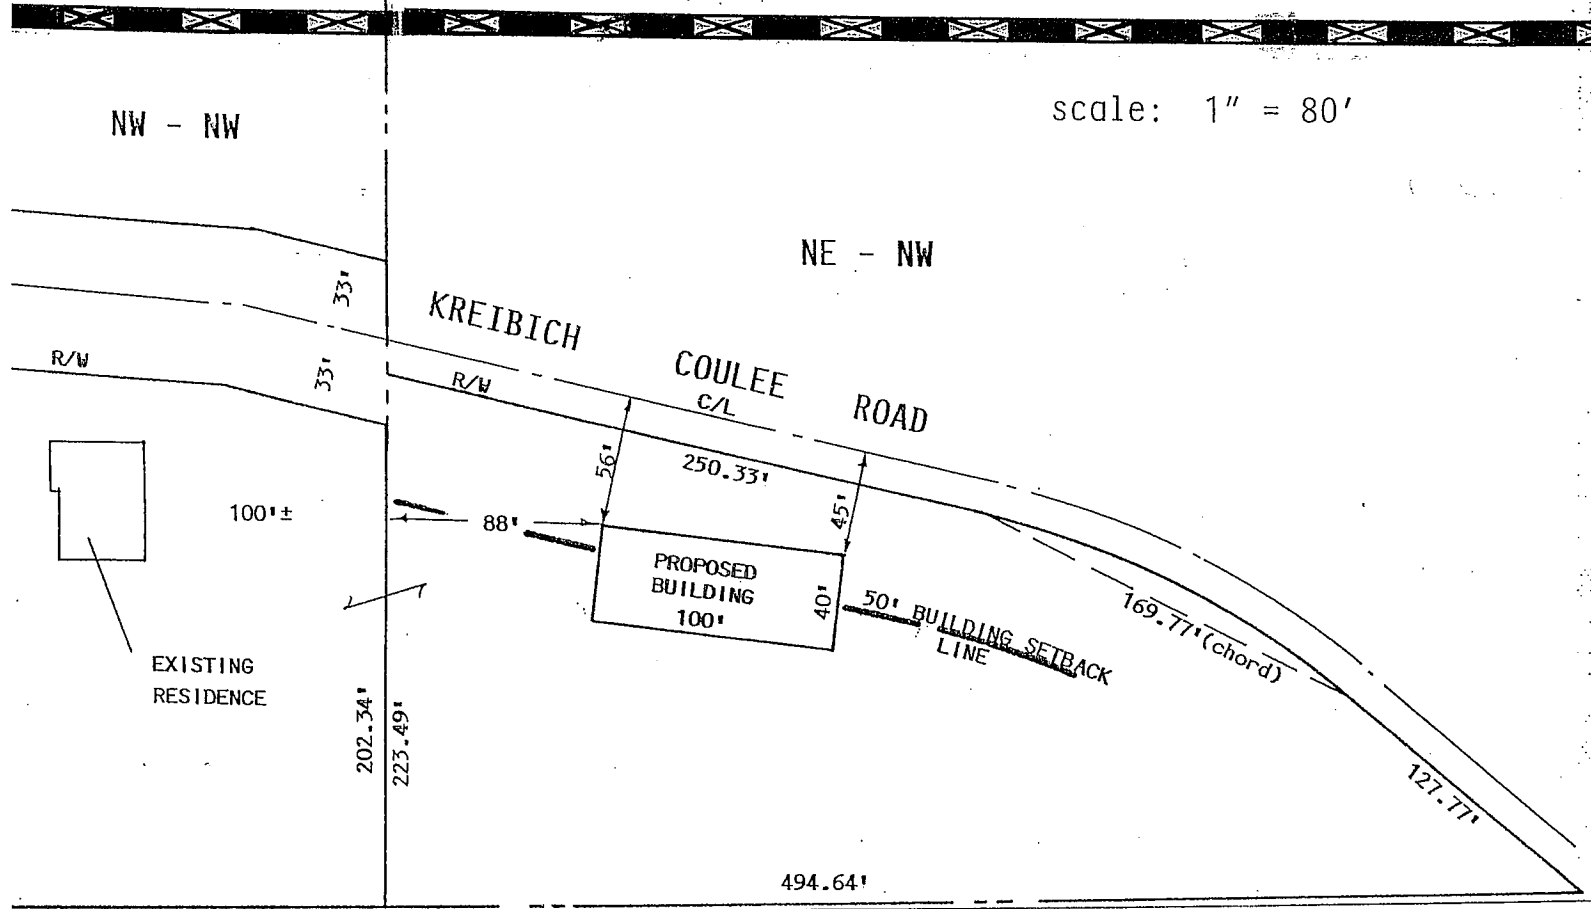 scale: 1" = 80'
NW - NW
NE - NW
33'
KREIBICH COULEE ROAD
R/W
33'
R/W
C/L
56'
250.33'
45'
100'±
88'
PROPOSED
BUILDING
100'
40'
50' BUILDING SETBACK
LINE
169.77'(chord)
EXISTING
RESIDENCE
202.34'
223.49'
127.77'
494.64'